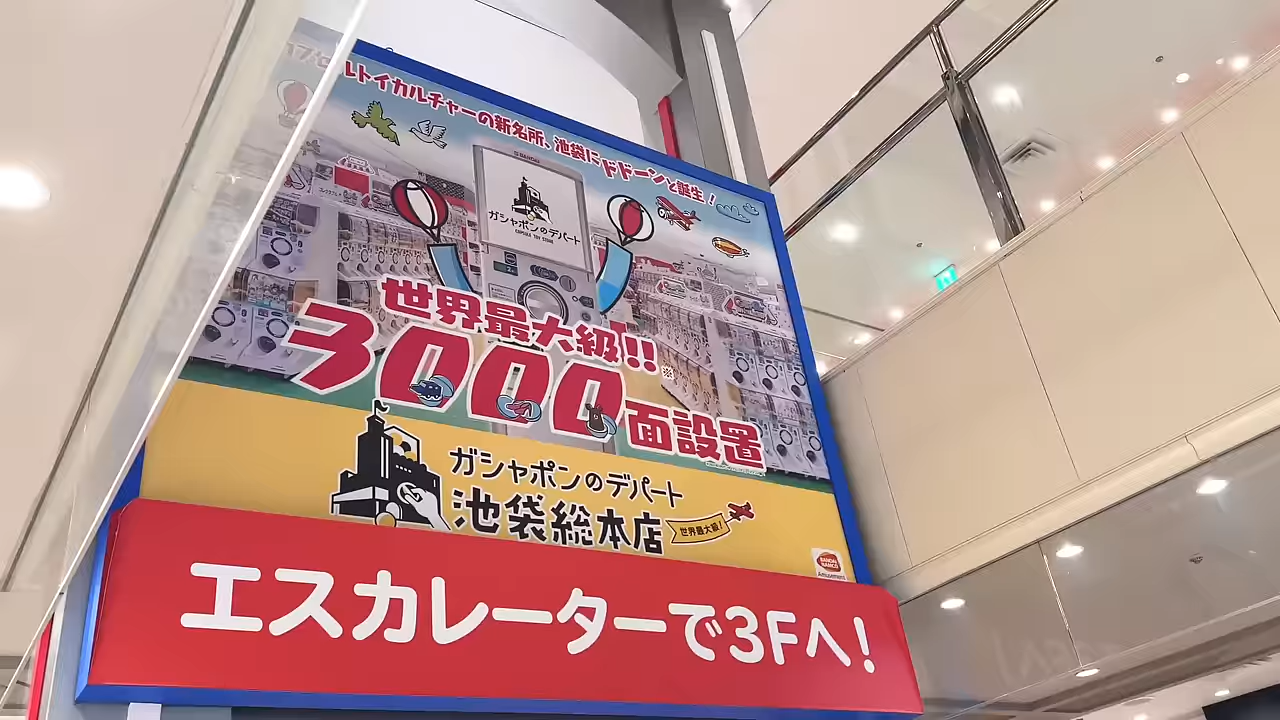 カプセルトイカルチャーの新名所、池袋にドドーンと誕生！
BANDAI
ガシャポンのデパート
CAPSULE TOY STORE
世界最大級!!
※
3000面設置
ガシャポンのデパート
池袋総本店
世界最大級！
BANDAI
NAMCO
Amusement
エスカレーターで3Fへ！